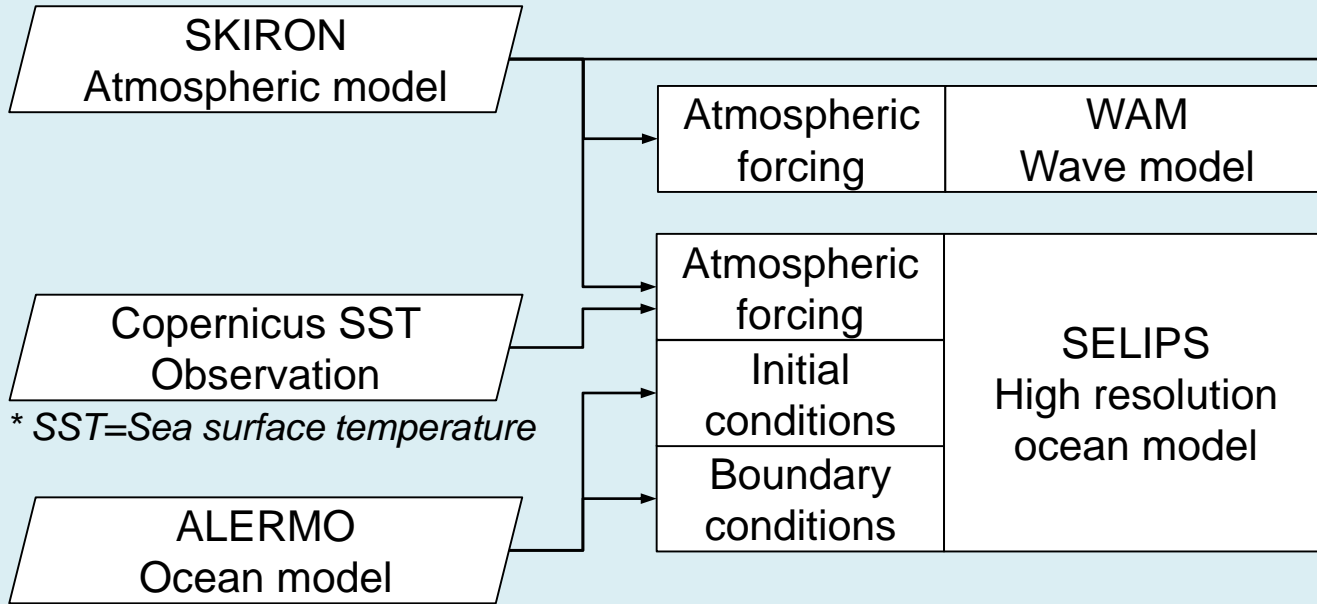 SKIRON
Atmospheric model
Atmospheric
forcing
WAM
Wave model
Copernicus SST
Observation
* SST=Sea surface temperature
Atmospheric
forcing
Initial
conditions
Boundary
conditions
SELIPS
High resolution
ocean model
ALERMO
Ocean model